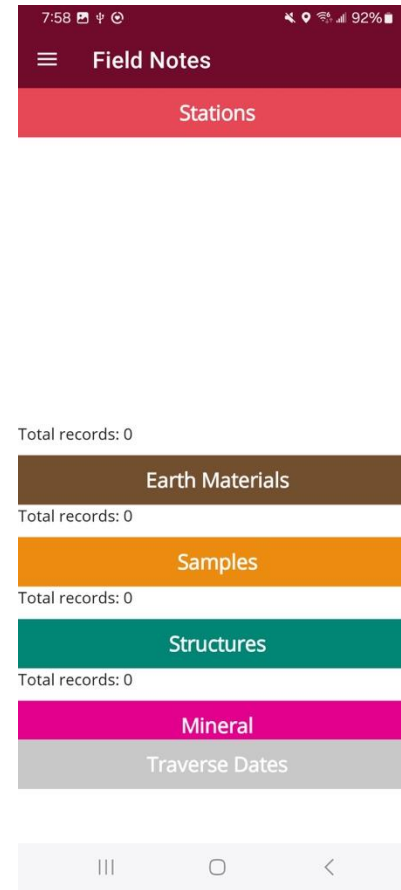 7:58 92%
Field Notes
Stations
Total records: 0
Earth Materials
Total records: 0
Samples
Total records: 0
Structures
Total records: 0
Mineral
Traverse Dates